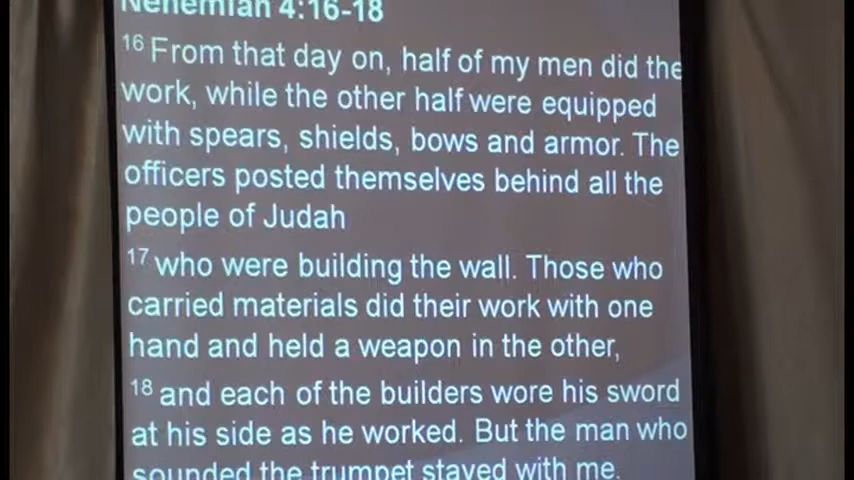 Nehemiah 4:16-18
16 From that day on, half of my men did the
work, while the other half were equipped
with spears, shields, bows and armor. The
officers posted themselves behind all the
people of Judah
17 who were building the wall. Those who
carried materials did their work with one
hand and held a weapon in the other,
18 and each of the builders wore his sword
at his side as he worked. But the man who
sounded the trumpet stayed with me.